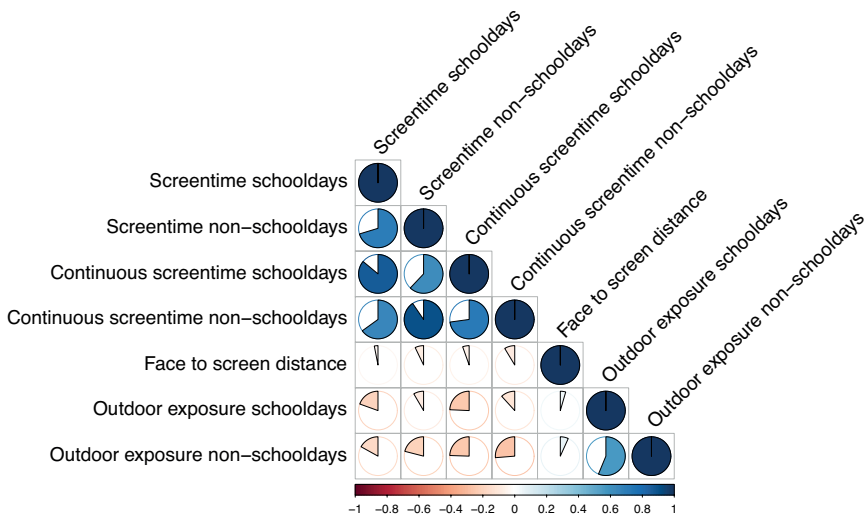 Screentime schooldays
Screentime non−schooldays
Continuous screentime schooldays
Continuous screentime non−schooldays
Face to screen distance
Outdoor exposure schooldays
Outdoor exposure non−schooldays
Screentime schooldays
Screentime non−schooldays
Continuous screentime schooldays
Continuous screentime non−schooldays
Face to screen distance
Outdoor exposure schooldays
Outdoor exposure non−schooldays
−1 −0.8 −0.6 −0.4 −0.2 0 0.2 0.4 0.6 0.8 1